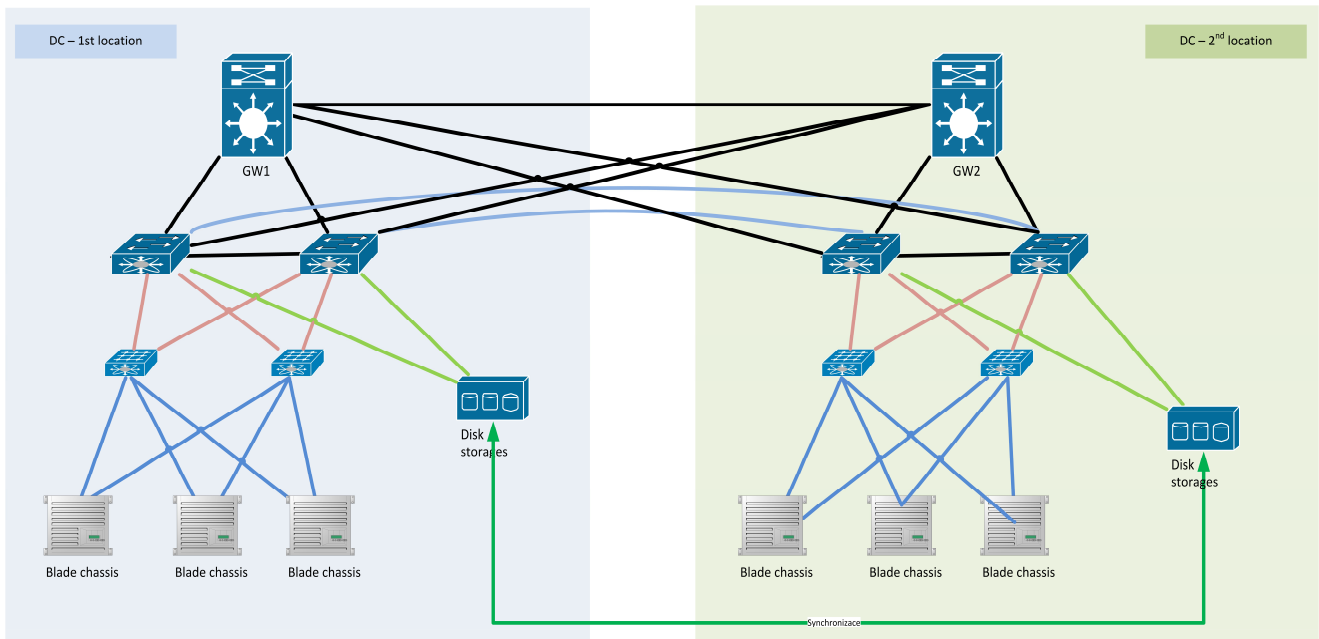 DC – 1st location
DC – 2nd location
GW1
GW2
Disk
storages
Disk
storages
Blade chassis
Blade chassis
Blade chassis
Blade chassis
Blade chassis
Blade chassis
Synchronizace